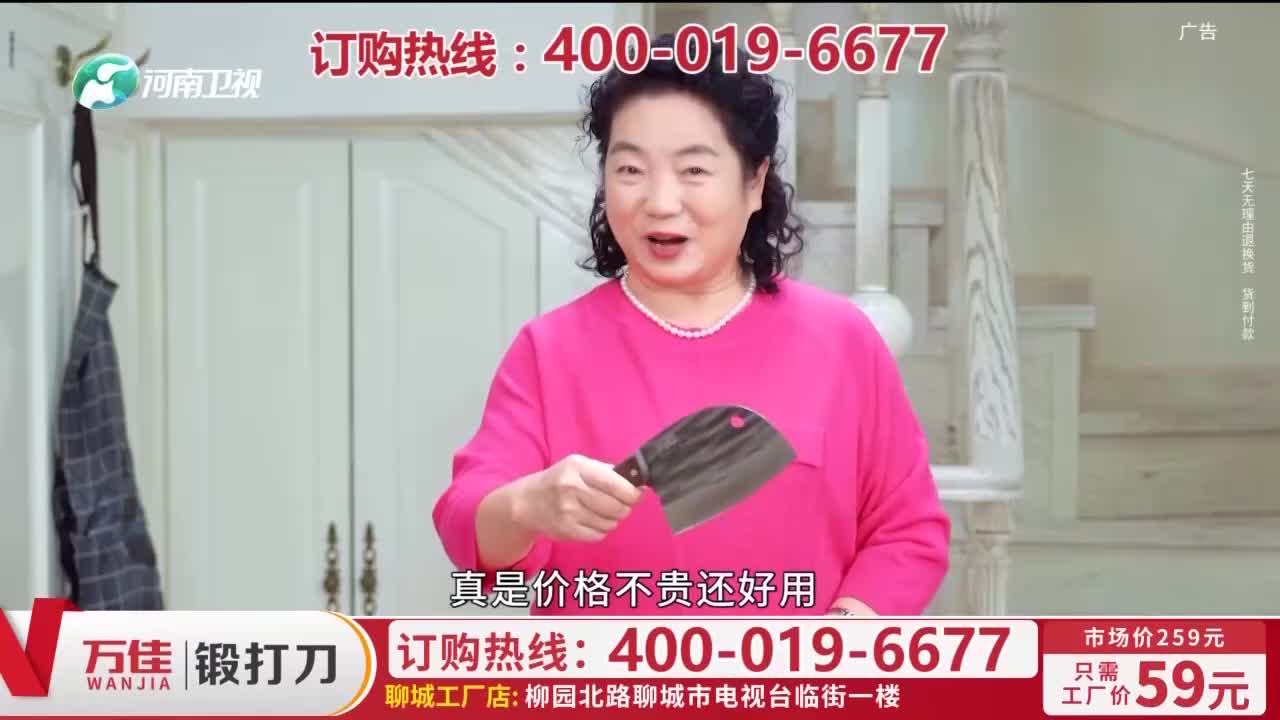 订购热线：400-019-6677
广告
河南卫视
七天无理由退换货 货到付款
真是价格不贵还好用
万佳
WANJIA
锻打刀
订购热线：400-019-6677
聊城工厂店：柳园北路聊城市电视台临街一楼
市场价259元
只需
工厂价
59元